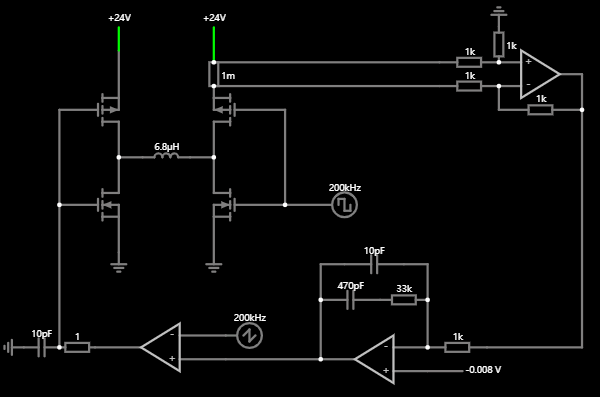 +24V
+24V
1k
1k
+
1k
-
1m
1k
6.8µH
200kHz
10pF
470pF
33k
200kHz
10pF
1
-
+
-
1k
+
-0.008 V